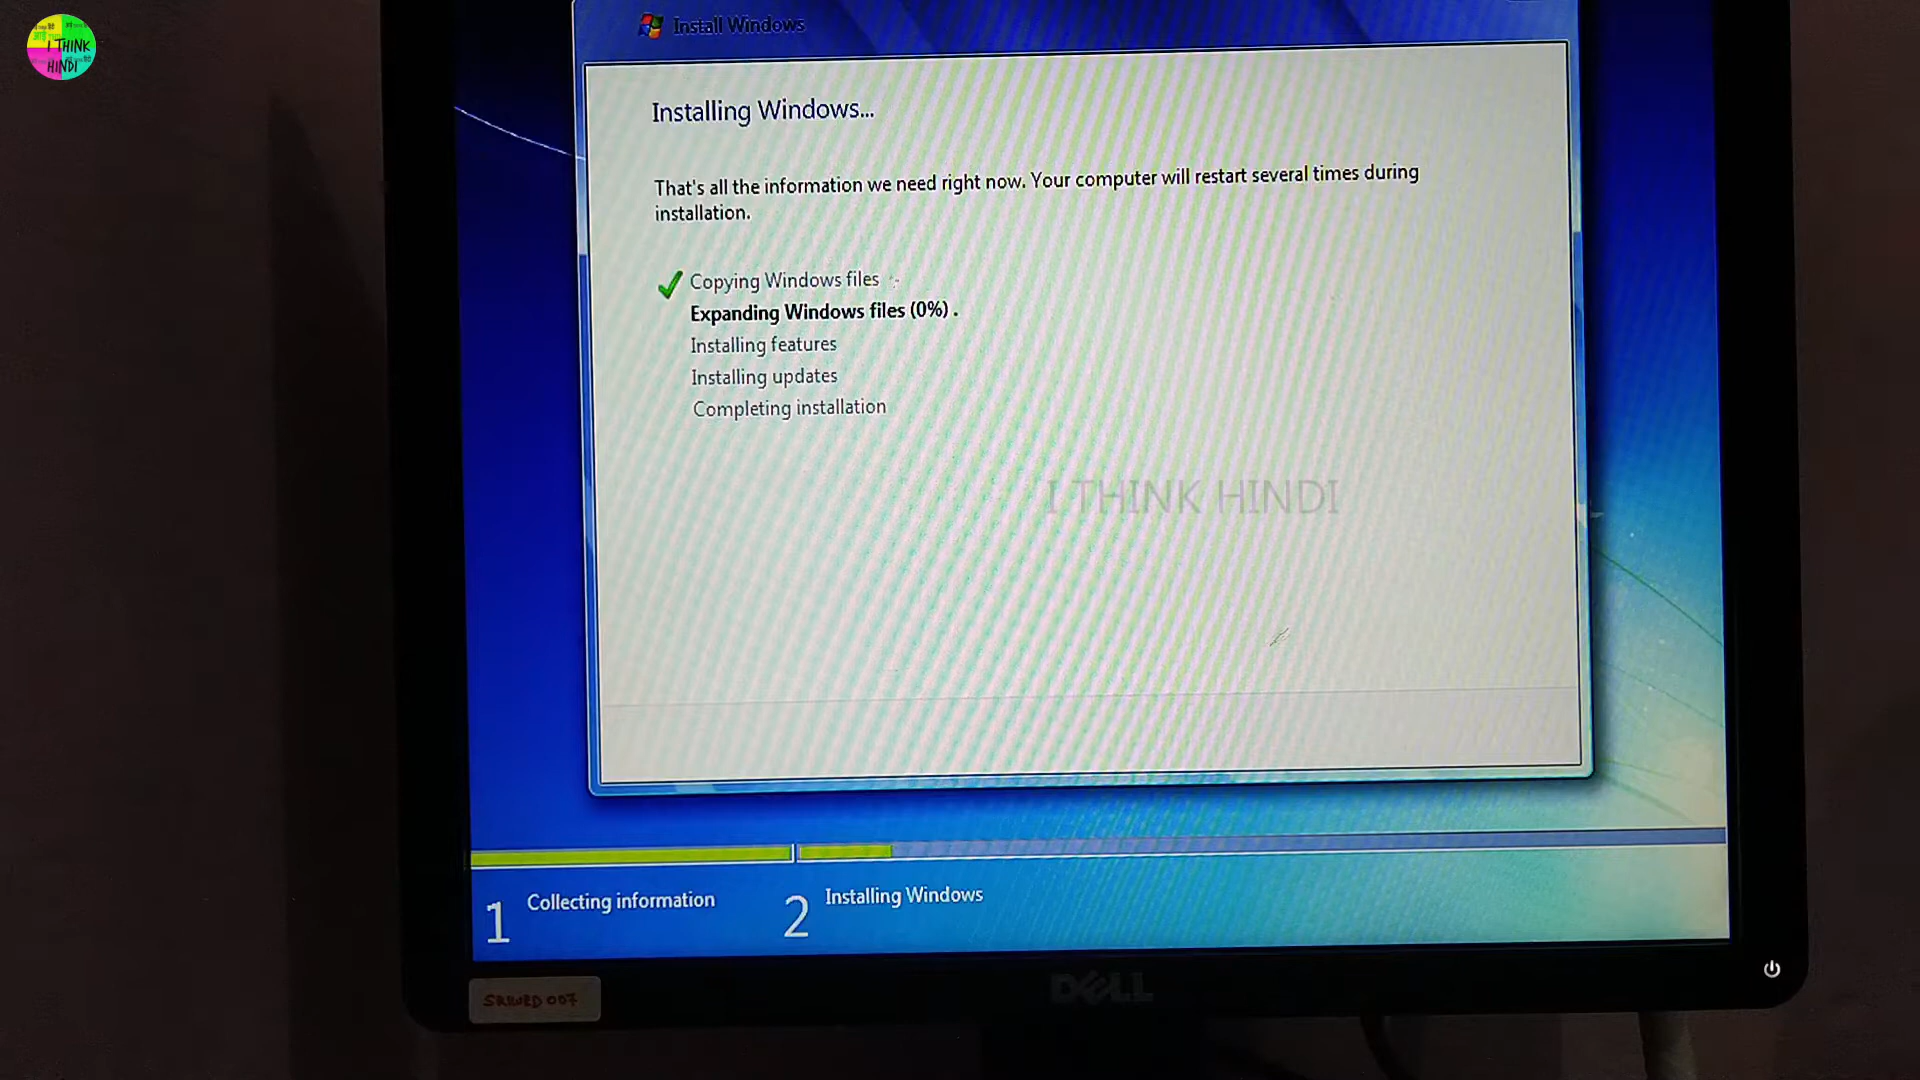 I THINK
HINDI
Install Windows
Installing Windows...
That's all the information we need right now. Your computer will restart several times during
installation.
Copying Windows files
Expanding Windows files (0%) .
Installing features
Installing updates
Completing installation
I THINK HINDI
1 Collecting information
2 Installing Windows
DELL